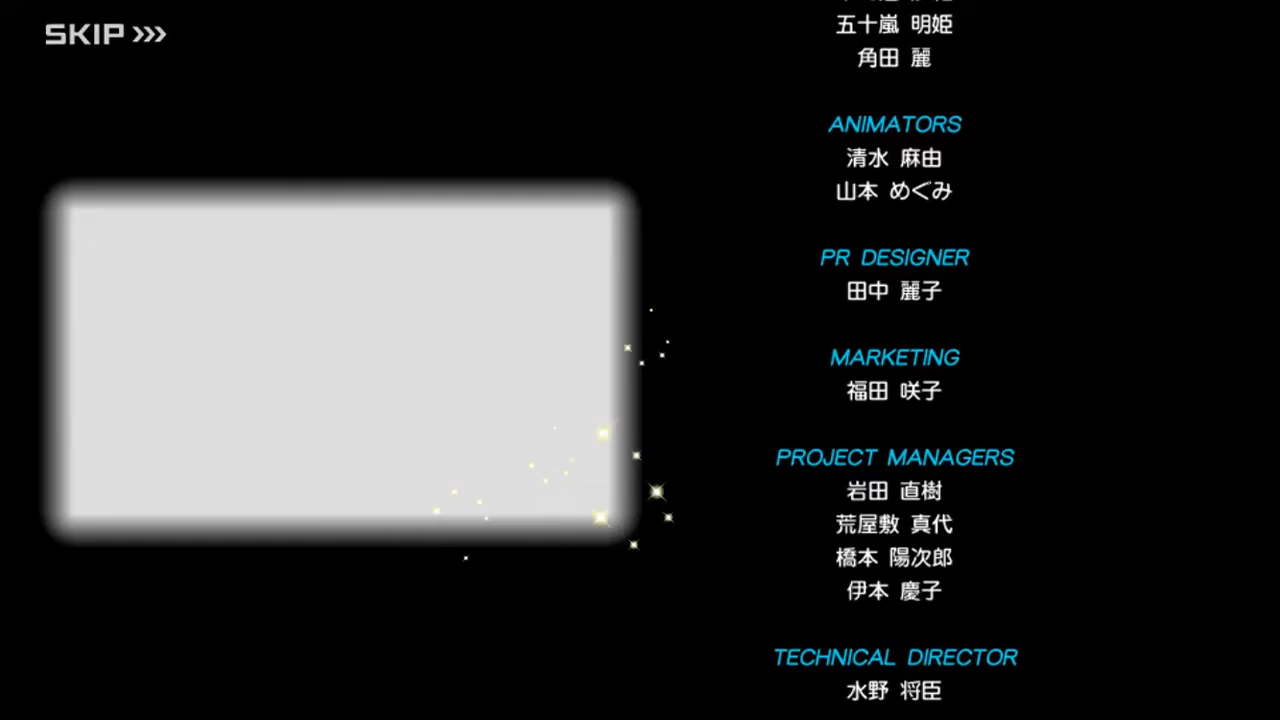 SKIP >>>
五十嵐 明姫
角田 麗
ANIMATORS
清水 麻由
山本 めぐみ
PR DESIGNER
田中 麗子
MARKETING
福田 咲子
PROJECT MANAGERS
岩田 直樹
荒屋敷 真代
橋本 陽次郎
伊本 慶子
TECHNICAL DIRECTOR
水野 将臣